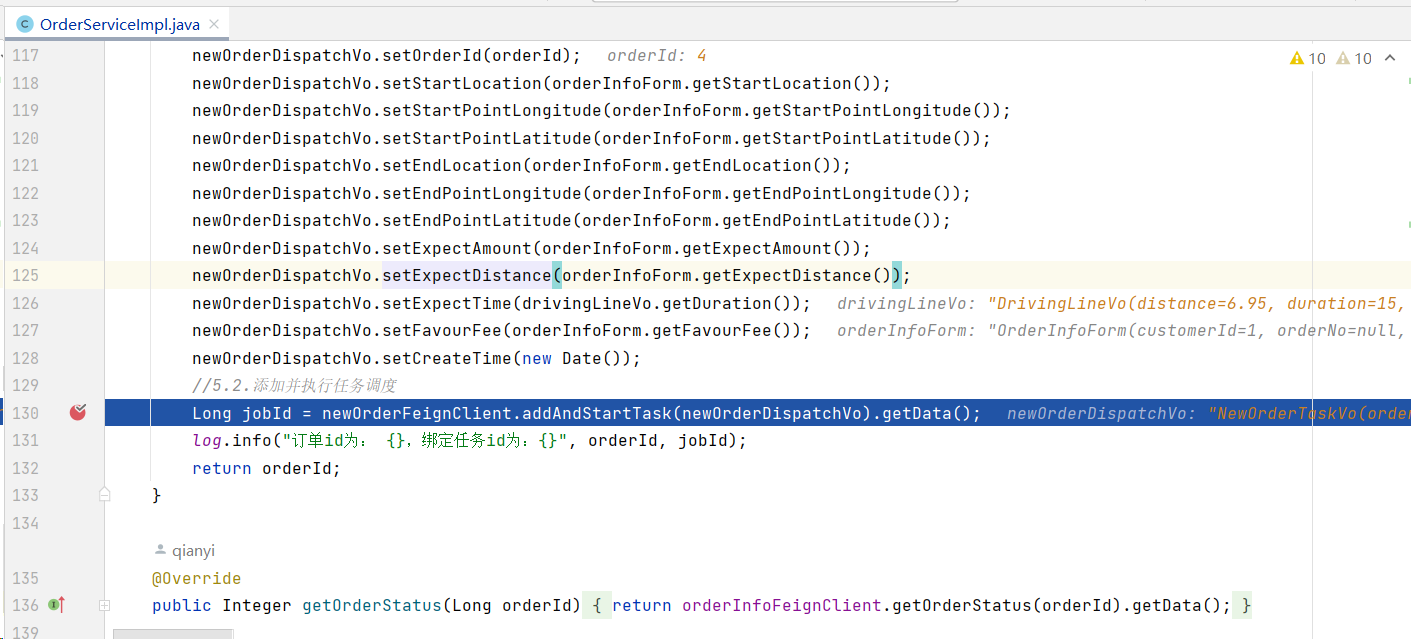 OrderServiceImpl.java
10 10
117 newOrderDispatchVo.setOrderId(orderId); orderId: 4
118 newOrderDispatchVo.setStartLocation(orderInfoForm.getStartLocation());
119 newOrderDispatchVo.setStartPointLongitude(orderInfoForm.getStartPointLongitude());
120 newOrderDispatchVo.setStartPointLatitude(orderInfoForm.getStartPointLatitude());
121 newOrderDispatchVo.setEndLocation(orderInfoForm.getEndLocation());
122 newOrderDispatchVo.setEndPointLongitude(orderInfoForm.getEndPointLongitude());
123 newOrderDispatchVo.setEndPointLatitude(orderInfoForm.getEndPointLatitude());
124 newOrderDispatchVo.setExpectAmount(orderInfoForm.getExpectAmount());
125 newOrderDispatchVo.setExpectDistance(orderInfoForm.getExpectDistance());
126 newOrderDispatchVo.setExpectTime(drivingLineVo.getDuration()); drivingLineVo: "DrivingLineVo(distance=6.95, duration=15,
127 newOrderDispatchVo.setFavourFee(orderInfoForm.getFavourFee()); orderInfoForm: "OrderInfoForm(customerId=1, orderNo=null,
128 newOrderDispatchVo.setCreateTime(new Date());
129 //5.2.添加并执行任务调度
130 Long jobId = newOrderFeignClient.addAndStartTask(newOrderDispatchVo).getData(); newOrderDispatchVo: "NewOrderTaskVo(order
131 log.info("订单id为： {}，绑定任务id为：{}", orderId, jobId);
132 return orderId;
133 }
134
qianyi
135 @Override
136 public Integer getOrderStatus(Long orderId) { return orderInfoFeignClient.getOrderStatus(orderId).getData(); }
139